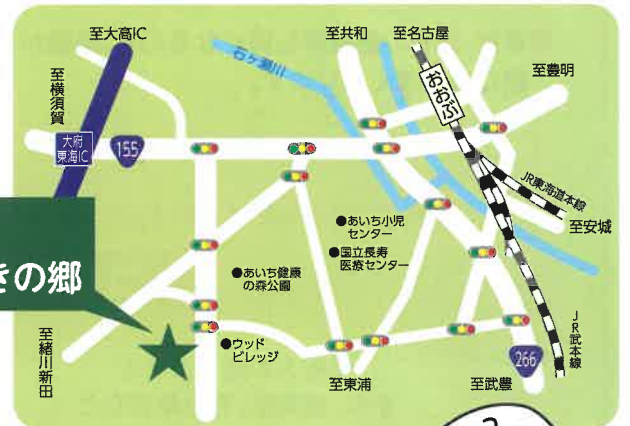 至大高IC
至共和
至名古屋
至横須賀
石ヶ瀬川
おおぶ
至豊明
大府
東海IC
155
JR東海道本線
●あいち小児
センター
至安城
●国立長寿
医療センター
きの郷
●あいち健康
の森公園
至緒川新田
●ウッド
ビレッジ
JR武本線
266
至東浦
至武豊